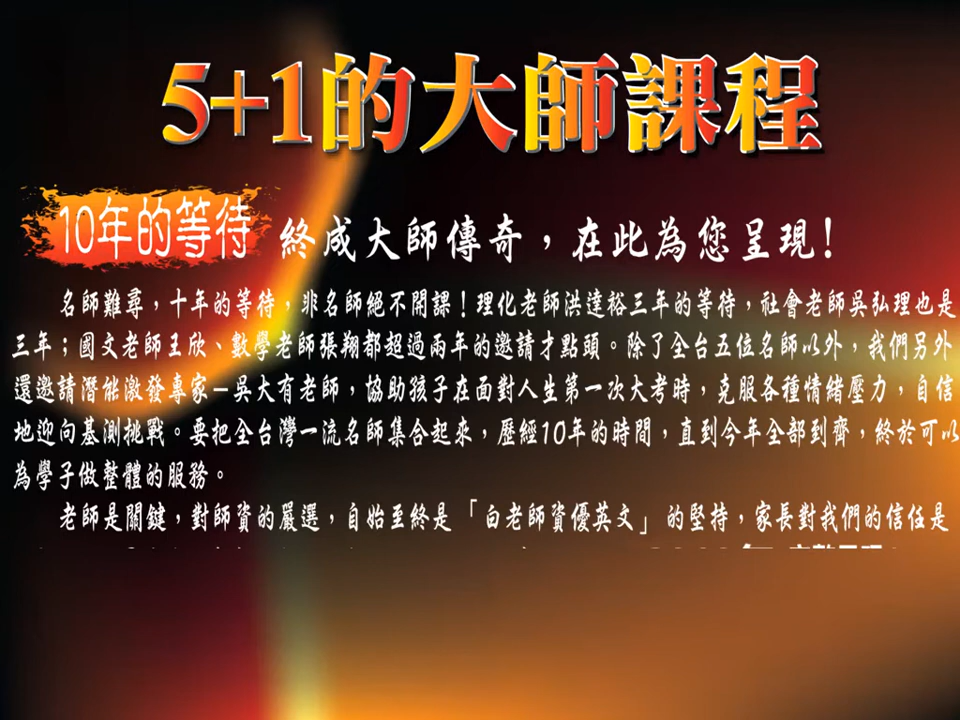 5+1的大師課程
10年的等待 終成大師傳奇，在此為您呈現！
名師難尋，十年的等待，非名師絕不開課！理化老師洪達裕三年的等待，社會老師吳弘理也是
三年；國文老師王欣、數學老師張翔都超過兩年的邀請才點頭。除了全台五位名師以外，我們另外
還邀請潛能激發專家－吳大有老師，協助孩子在面對人生第一次大考時，克服各種情緒壓力，自信
地迎向基測挑戰。要把全台灣一流名師集合起來，歷經10年的時間，直到今年全部到齊，終於可以
為學子做整體的服務。
老師是關鍵，對師資的嚴選，自始至終是「白老師資優英文」的堅持，家長對我們的信任是